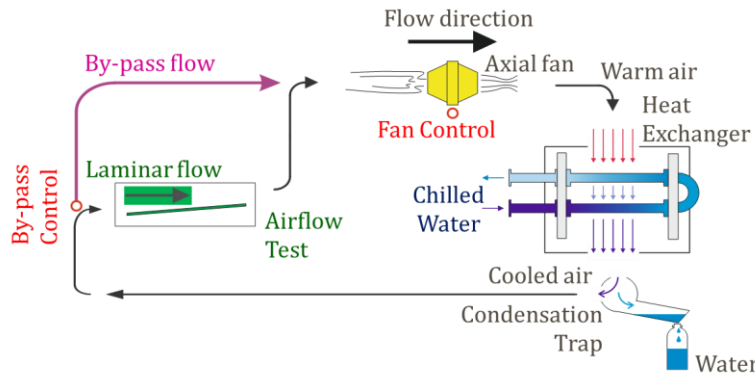 Flow direction
By-pass flow
Axial fan
Warm air
Fan Control
Heat
Exchanger
Laminar flow
By-pass
Control
Airflow
Test
Chilled
Water
Cooled air
Condensation
Trap
Water